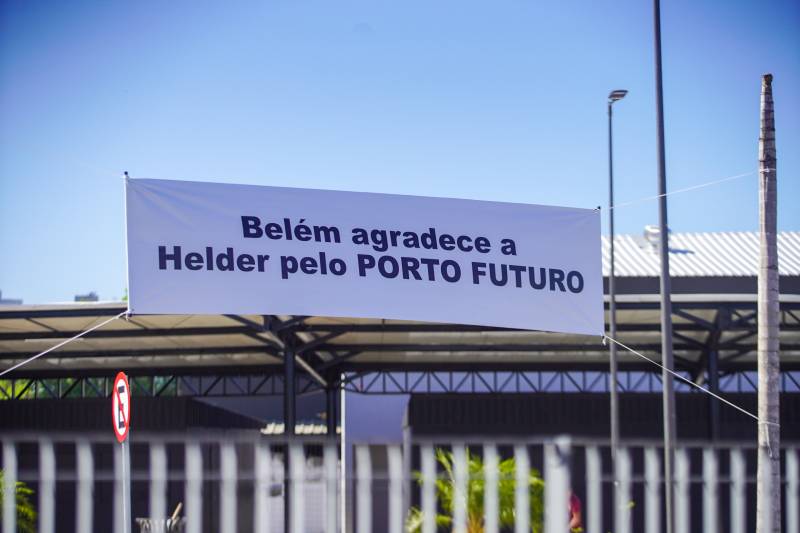 Belém agradece a
Helder pelo PORTO FUTURO